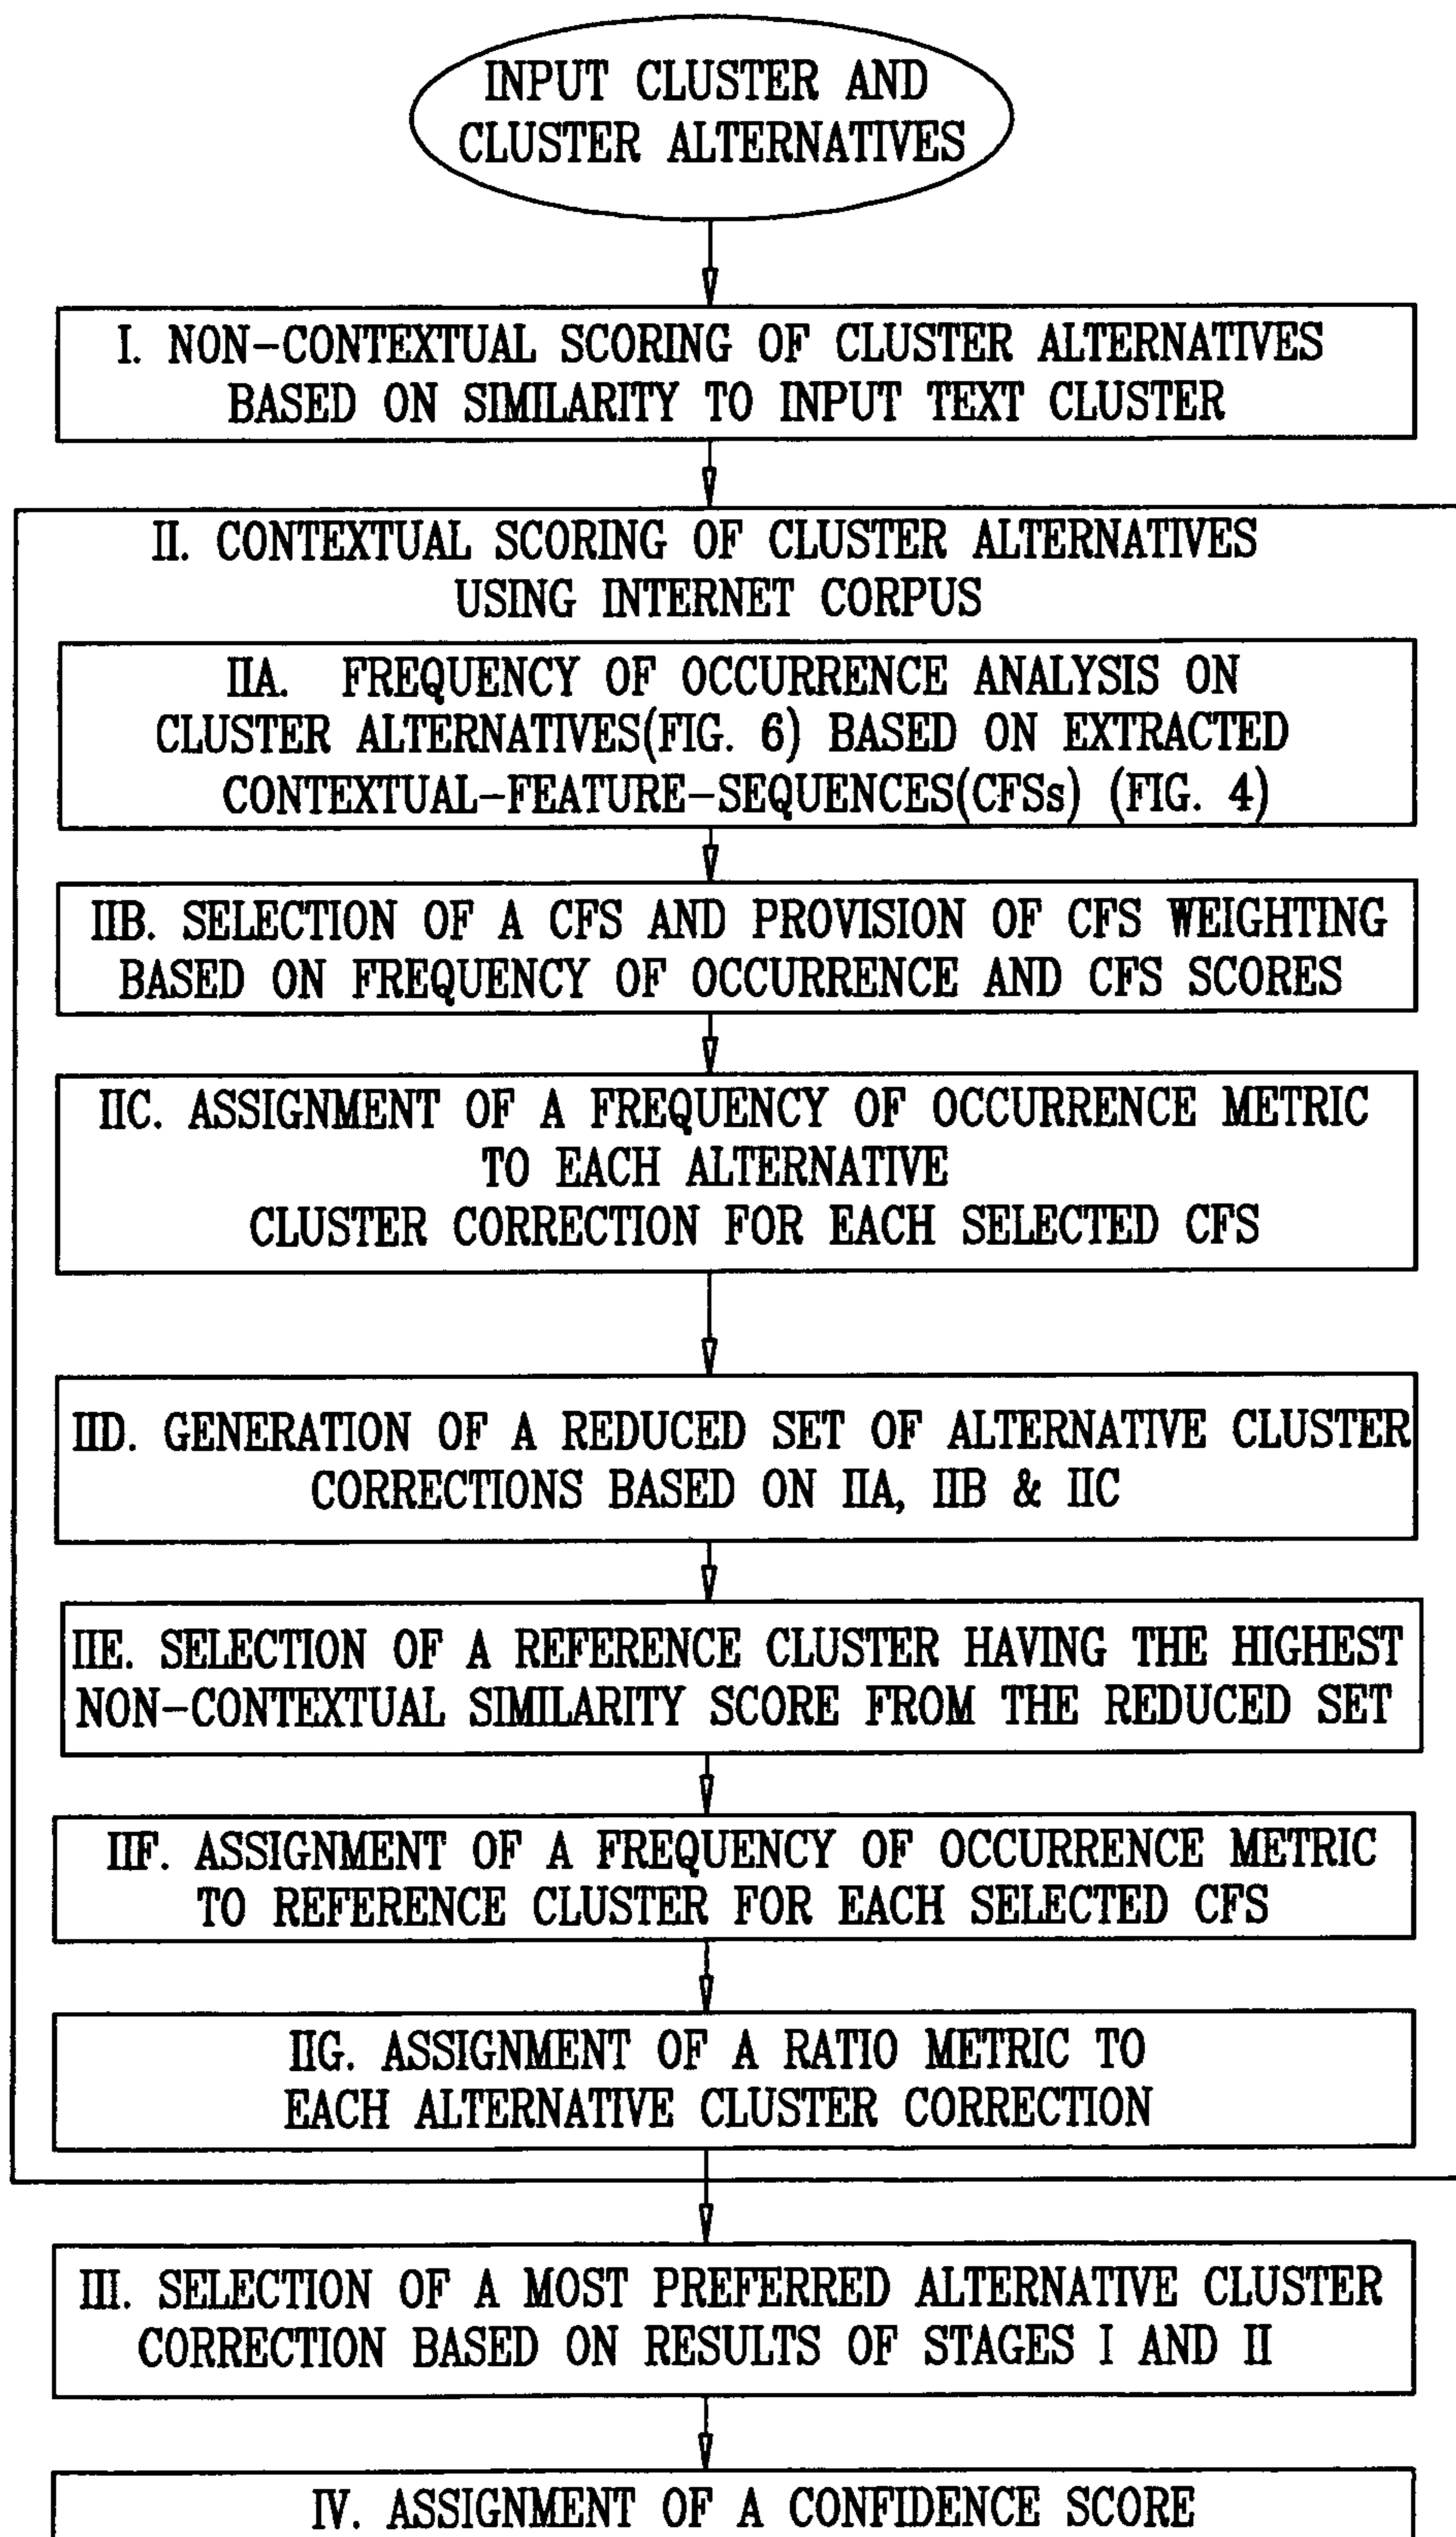 INPUT CLUSTER AND
CLUSTER ALTERNATIVES
I. NON-CONTEXTUAL SCORING OF CLUSTER ALTERNATIVES
BASED ON SIMILARITY TO INPUT TEXT CLUSTER
II. CONTEXTUAL SCORING OF CLUSTER ALTERNATIVES
USING INTERNET CORPUS
IIA. FREQUENCY OF OCCURRENCE ANALYSIS ON
CLUSTER ALTERNATIVES(FIG. 6) BASED ON EXTRACTED
CONTEXTUAL-FEATURE-SEQUENCES(CFSs) (FIG. 4)
IIB. SELECTION OF A CFS AND PROVISION OF CFS WEIGHTING
BASED ON FREQUENCY OF OCCURRENCE AND CFS SCORES
IIC. ASSIGNMENT OF A FREQUENCY OF OCCURRENCE METRIC
TO EACH ALTERNATIVE
CLUSTER CORRECTION FOR EACH SELECTED CFS
IID. GENERATION OF A REDUCED SET OF ALTERNATIVE CLUSTER
CORRECTIONS BASED ON IIA, IIB & IIC
IIE. SELECTION OF A REFERENCE CLUSTER HAVING THE HIGHEST
NON-CONTEXTUAL SIMILARITY SCORE FROM THE REDUCED SET
IIF. ASSIGNMENT OF A FREQUENCY OF OCCURRENCE METRIC
TO REFERENCE CLUSTER FOR EACH SELECTED CFS
IIG. ASSIGNMENT OF A RATIO METRIC TO
EACH ALTERNATIVE CLUSTER CORRECTION
III. SELECTION OF A MOST PREFERRED ALTERNATIVE CLUSTER
CORRECTION BASED ON RESULTS OF STAGES I AND II
IV. ASSIGNMENT OF A CONFIDENCE SCORE